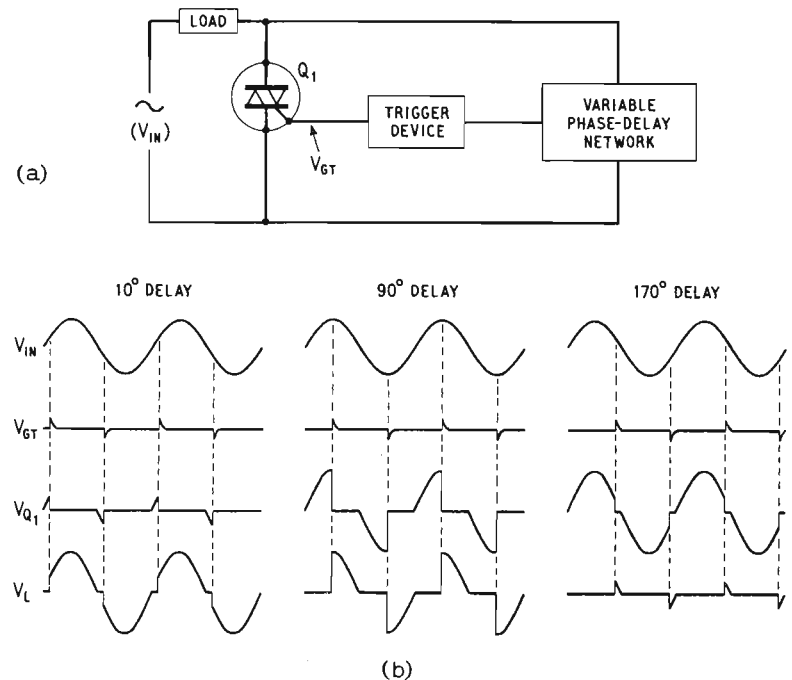 LOAD
Q1
(VIN)
TRIGGER
DEVICE
VARIABLE
PHASE-DELAY
NETWORK
VGT
(a)
10° DELAY
90° DELAY
170° DELAY
VIN
VGT
VQ1
VL
(b)